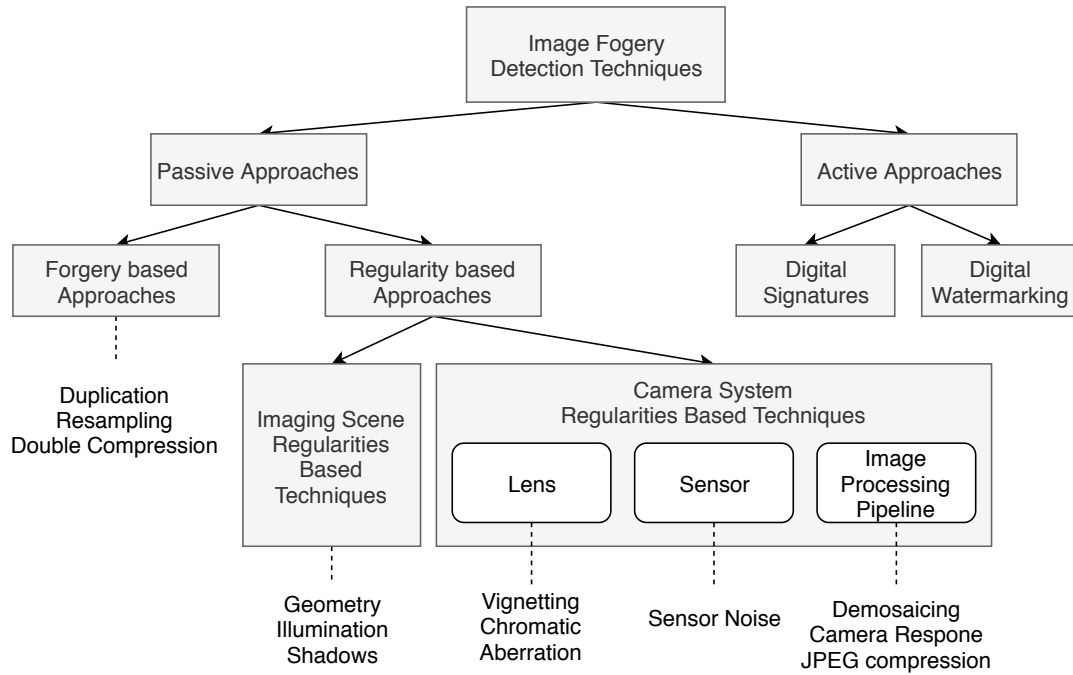 Image Fogery
Detection Techniques
Passive Approaches
Active Approaches
Forgery based
Approaches
Regularity based
Approaches
Digital
Signatures
Digital
Watermarking
Duplication
Resampling
Double Compression
Imaging Scene
Regularities
Based
Techniques
Camera System
Regularities Based Techniques
Lens
Sensor
Image
Processing
Pipeline
Geometry
Illumination
Shadows
Vignetting
Chromatic
Aberration
Sensor Noise
Demosaicing
Camera Respone
JPEG compression